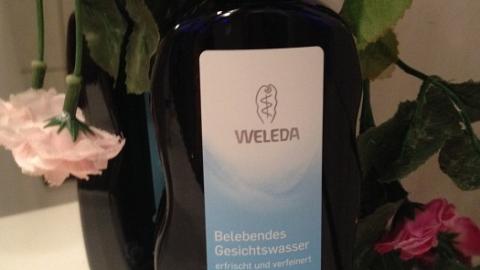 WELEDA
Belebendes
Gesichtswasser
erfrischt und verfeinert